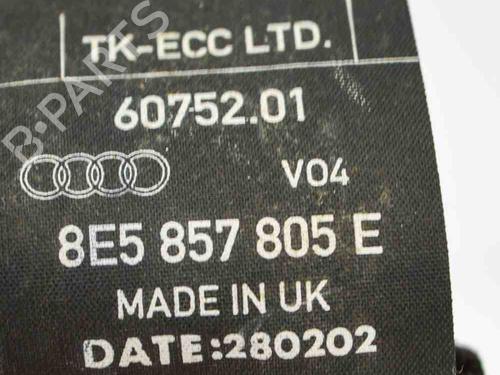 TK-ECC LTD.
60752.01
V04
8E5 857 805 E
MADE IN UK
DATE:280202
B-PARTS